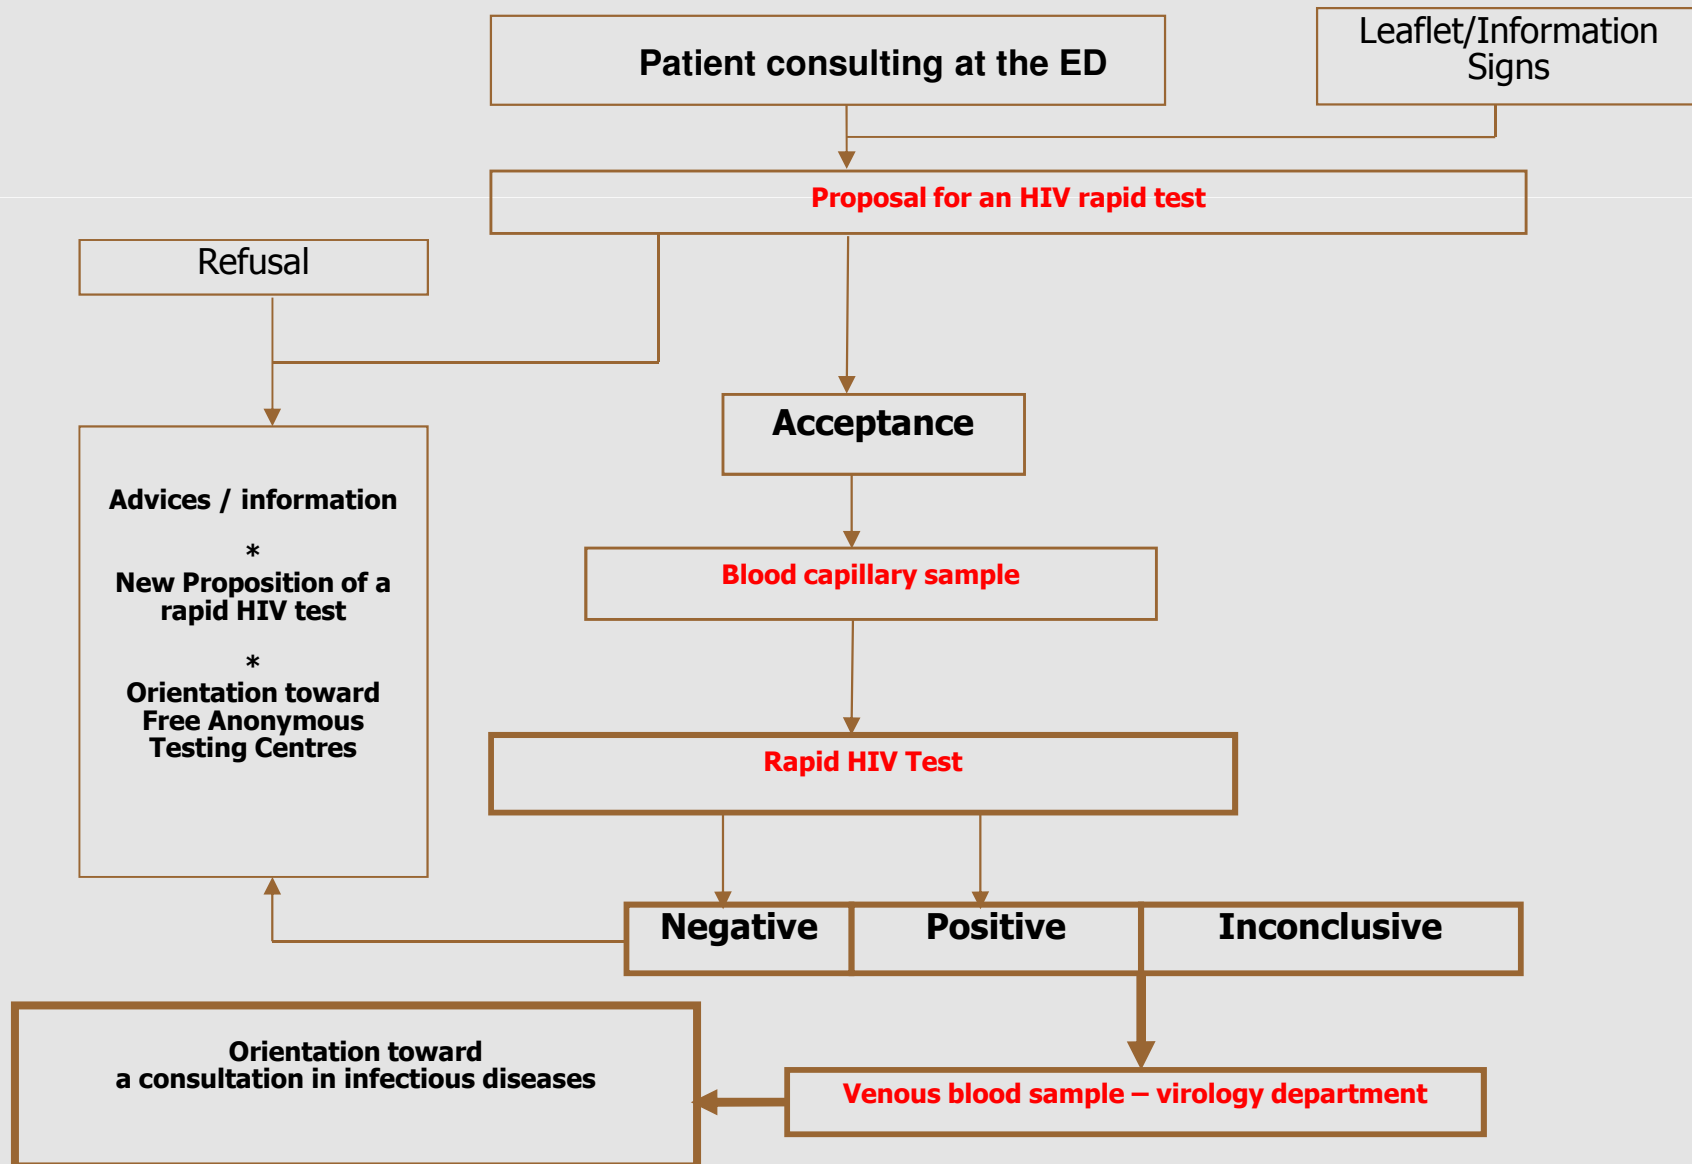 Patient consulting at the ED
Leaflet/Information
Signs
Proposal for an HIV rapid test
Refusal
Acceptance
Advices / information
*
New Proposition of a
rapid HIV test
*
Orientation toward
Free Anonymous
Testing Centres
Blood capillary sample
Rapid HIV Test
Negative
Positive
Inconclusive
Orientation toward
a consultation in infectious diseases
Venous blood sample – virology department